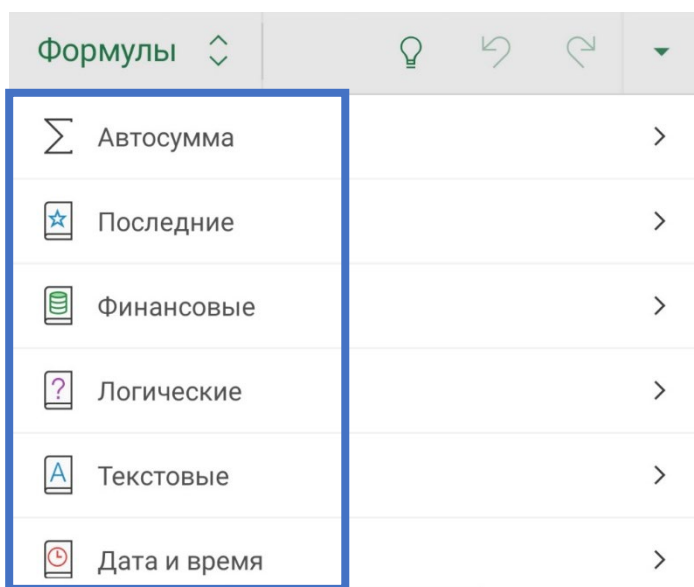 Формулы
Автосумма
Последние
Финансовые
Логические
Текстовые
Дата и время